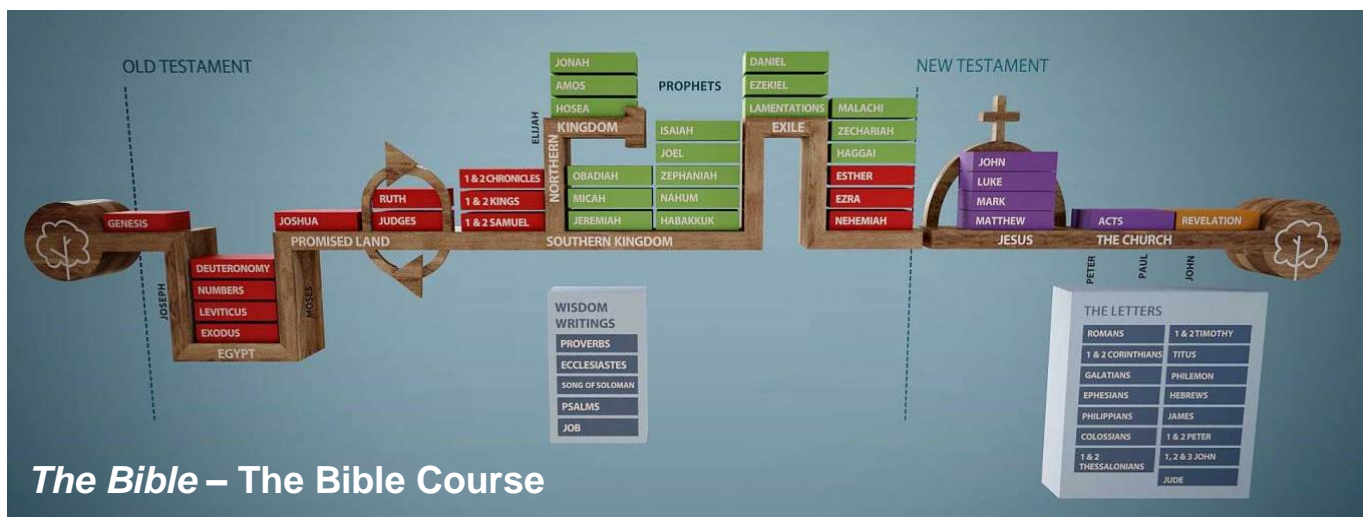 OLD TESTAMENT
NEW TESTAMENT
GENESIS
JOSEPH
DEUTERONOMY
NUMBERS
LEVITICUS
EXODUS
EGYPT
MOSES
JOSHUA
PROMISED LAND
RUTH
JUDGES
1 & 2 CHRONICLES
1 & 2 KINGS
1 & 2 SAMUEL
ELIJAH
NORTHERN
KINGDOM
JONAH
AMOS
HOSEA
PROPHETS
OBADIAH
MICAH
JEREMIAH
ISAIAH
JOEL
ZEPHANIAH
NAHUM
HABAKKUK
SOUTHERN KINGDOM
DANIEL
EZEKIEL
LAMENTATIONS
EXILE
MALACHI
ZECHARIAH
HAGGAI
ESTHER
EZRA
NEHEMIAH
JOHN
LUKE
MARK
MATTHEW
JESUS
ACTS
REVELATION
THE CHURCH
PETER
PAUL
JOHN
WISDOM
WRITINGS
PROVERBS
ECCLESIASTES
SONG OF SOLOMAN
PSALMS
JOB
THE LETTERS
ROMANS
1 & 2 CORINTHIANS
GALATIANS
EPHESIANS
PHILIPPIANS
COLOSSIANS
1 & 2
THESSALONIANS
1 & 2 TIMOTHY
TITUS
PHILEMON
HEBREWS
JAMES
1 & 2 PETER
1, 2 & 3 JOHN
JUDE
The Bible – The Bible Course